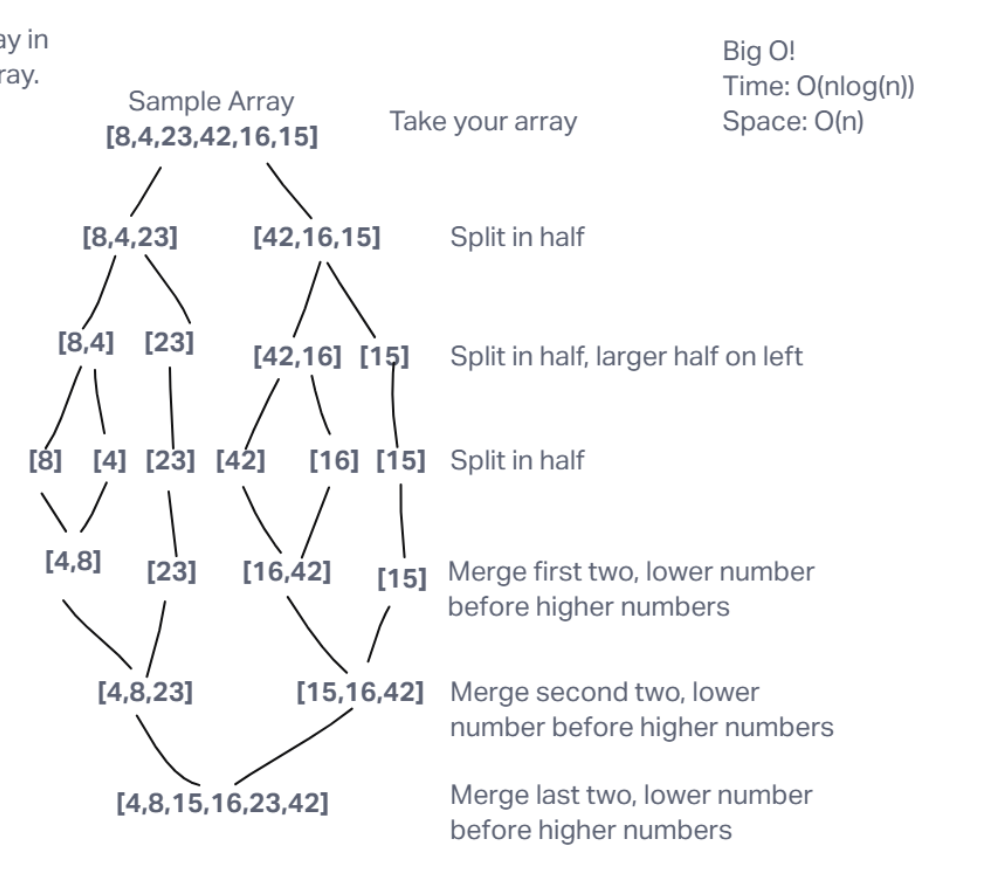 ay in
ray.
Big O!
Time: O(nlog(n))
Space: O(n)
Sample Array
[8,4,23,42,16,15]
Take your array
[8,4,23]
[42,16,15]
Split in half
[8,4]
[23]
[42,16]
[15]
Split in half, larger half on left
[8]
[4]
[23]
[42]
[16]
[15]
Split in half
[4,8]
[23]
[16,42]
[15]
Merge first two, lower number
before higher numbers
[4,8,23]
[15,16,42]
Merge second two, lower
number before higher numbers
[4,8,15,16,23,42]
Merge last two, lower number
before higher numbers